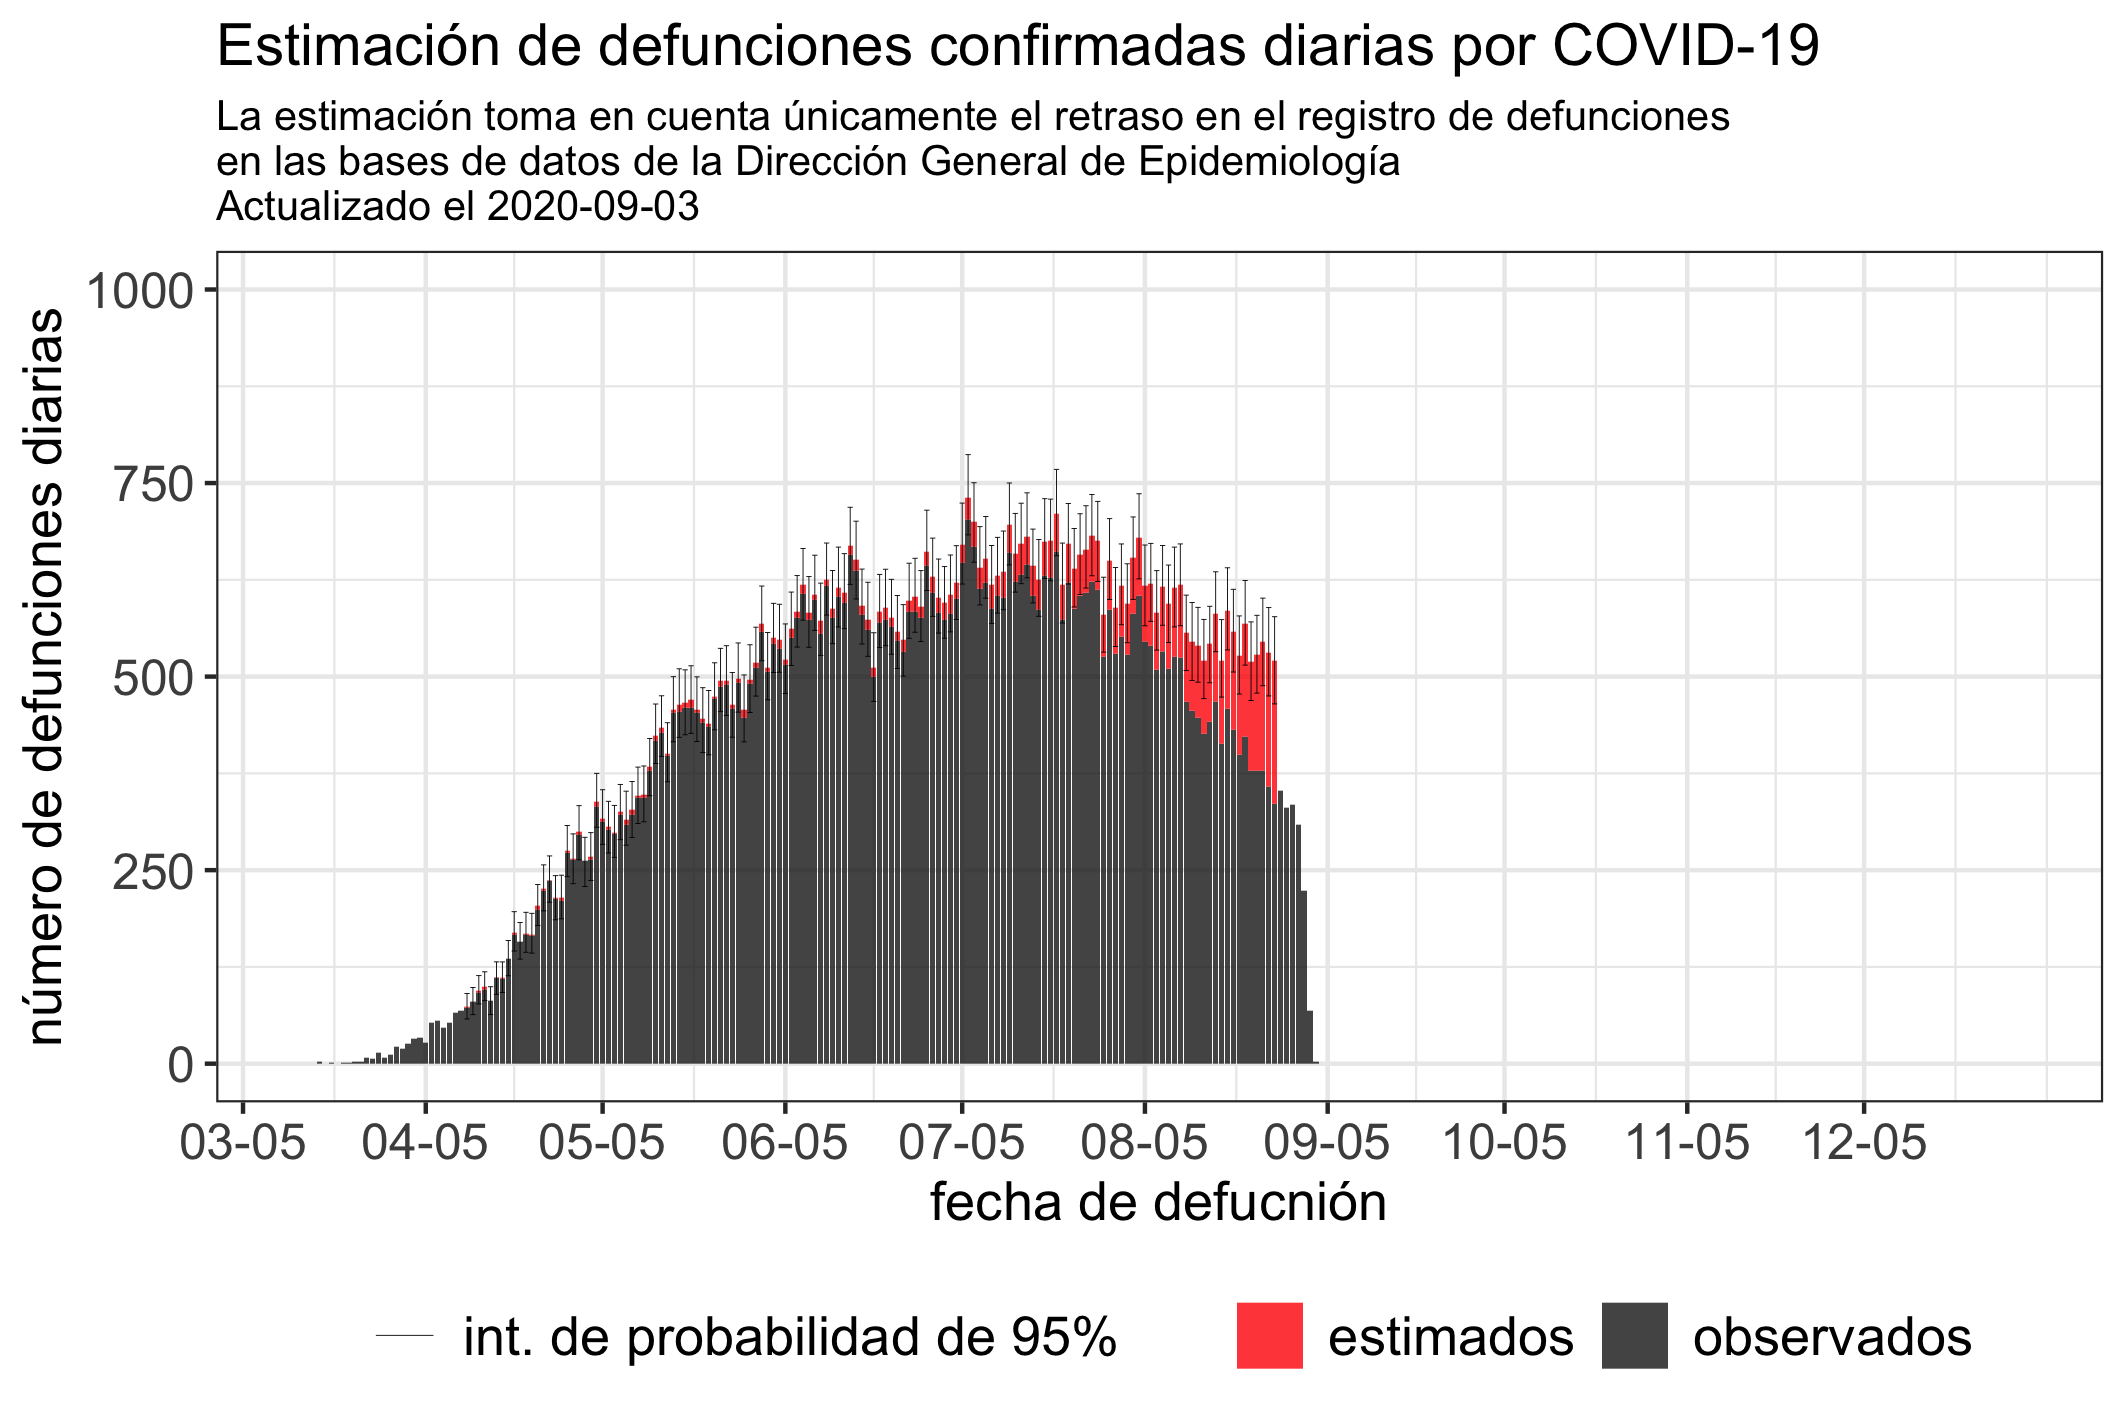 Estimación de defunciones confirmadas diarias por COVID-19
La estimación toma en cuenta únicamente el retraso en el registro de defunciones
en las bases de datos de la Dirección General de Epidemiología
Actualizado el 2020-09-03
número de defunciones diarias
1000
750
500
250
0
03-05 04-05 05-05 06-05 07-05 08-05 09-05 10-05 11-05 12-05
fecha de defucnión
int. de probabilidad de 95% estimados observados